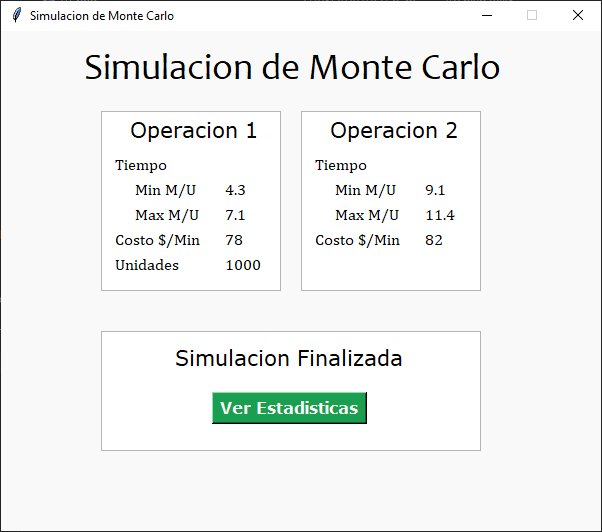 Simulacion de Monte Carlo
Simulacion de Monte Carlo
Operacion 1
Tiempo
Min M/U 4.3
Max M/U 7.1
Costo $/Min 78
Unidades 1000
Operacion 2
Tiempo
Min M/U 9.1
Max M/U 11.4
Costo $/Min 82
Simulacion Finalizada
Ver Estadisticas